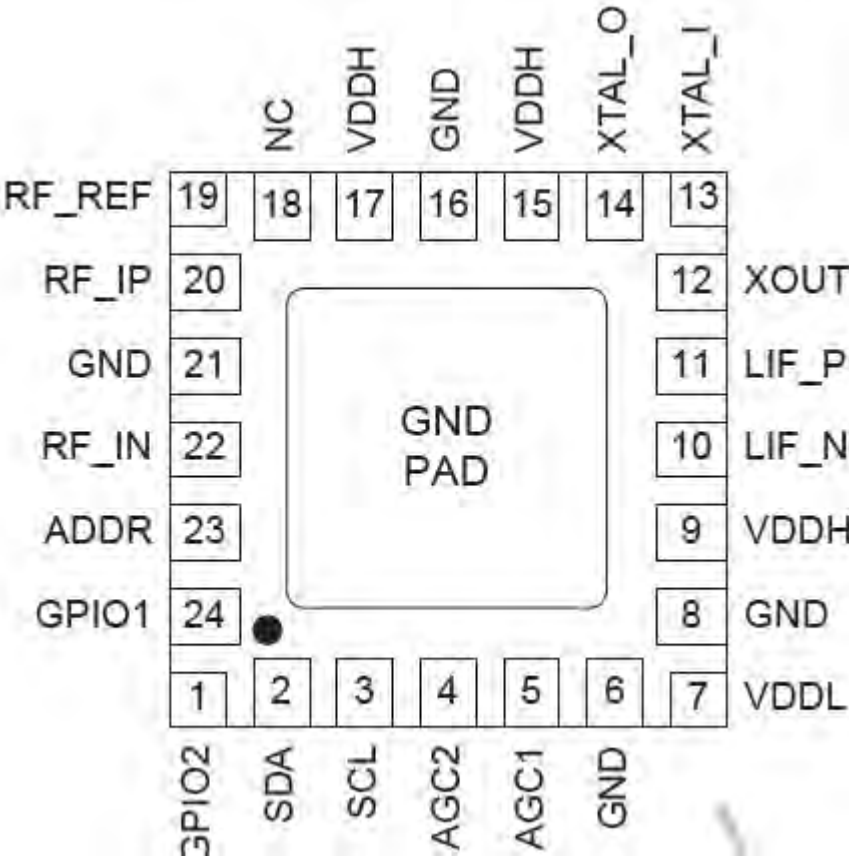 NC
VDDH
GND
VDDH
XTAL_O
XTAL_I
RF_REF 19 18 17 16 15 14 13
RF_IP 20 12 XOUT
GND 21 11 LIF_P
RF_IN 22 10 LIF_N
GND
PAD
ADDR 23 9 VDDH
GPIO1 24 8 GND
1 2 3 4 5 6 7 VDDL
GPIO2
SDA
SCL
AGC2
AGC1
GND